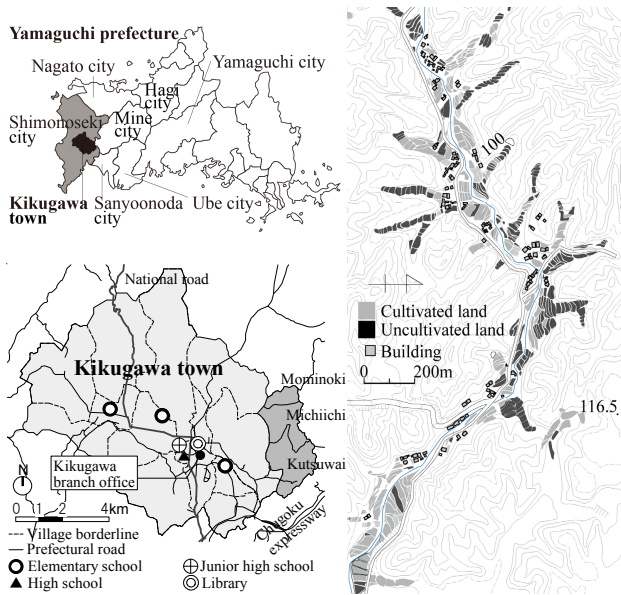 Yamaguchi prefecture
Nagato city
Yamaguchi city
Hagi
city
Shimonoseki
city
Mine
city
Kikugawa
town
Sanyoonoda
city
Ube city
National road
Kikugawa town
Mominoki
Michiichi
Kutsuwai
Kikugawa
branch office
N
0 1 2 4km
Chugoku
expressway
Village borderline
Prefectural road
Elementary school
Junior high school
High school
Library
100
Cultivated land
Uncultivated land
Building
0 200m
116.5